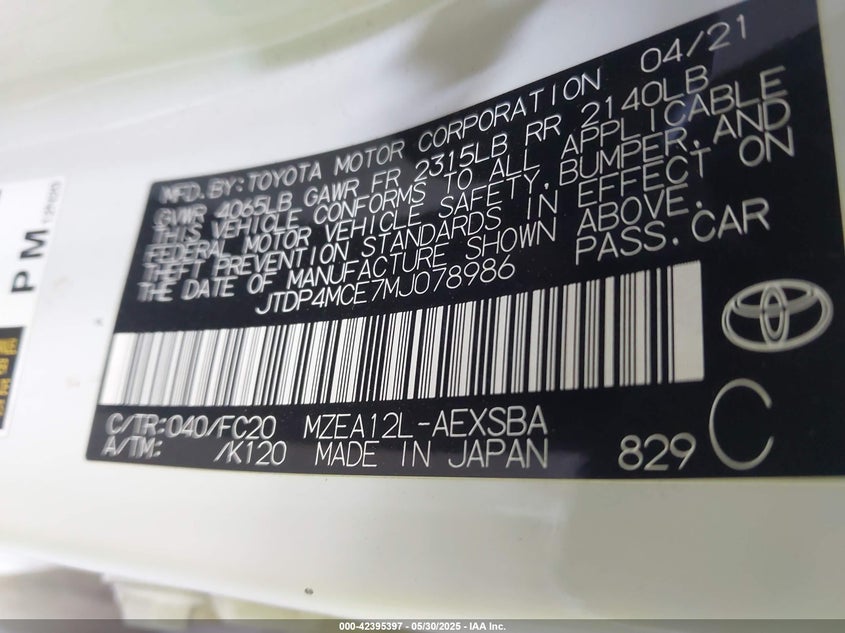 MFD. BY: TOYOTA MOTOR CORPORATION 04/21
GVWR 4065LB GAWR FR 2315LB RR 2140LB
THIS VEHICLE CONFORMS TO ALL APPLICABLE
FEDERAL MOTOR VEHICLE SAFETY, BUMPER, AND
THEFT PREVENTION STANDARDS IN EFFECT ON
THE DATE OF MANUFACTURE SHOWN ABOVE.
JTDP4MCE7MJ078986 PASS. CAR
C/TR: 040/FC20 MZEA12L-AEXSBA
A/TM: /K120 MADE IN JAPAN 829 C
PM
000-42395397 - 05/30/2025 - IAA Inc.